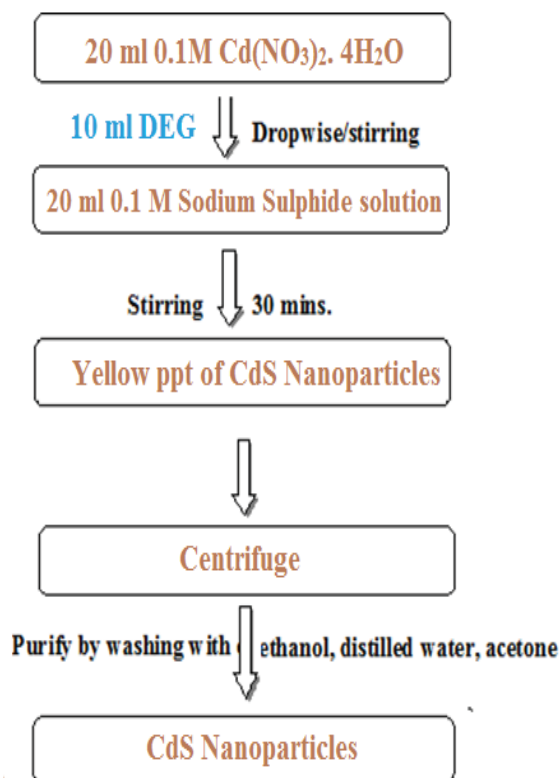 20 ml 0.1M Cd(NO₃)₂. 4H₂O
10 ml DEG Dropwise/stirring
20 ml 0.1 M Sodium Sulphide solution
Stirring 30 mins.
Yellow ppt of CdS Nanoparticles
Centrifuge
Purify by washing with ethanol, distilled water, acetone
CdS Nanoparticles